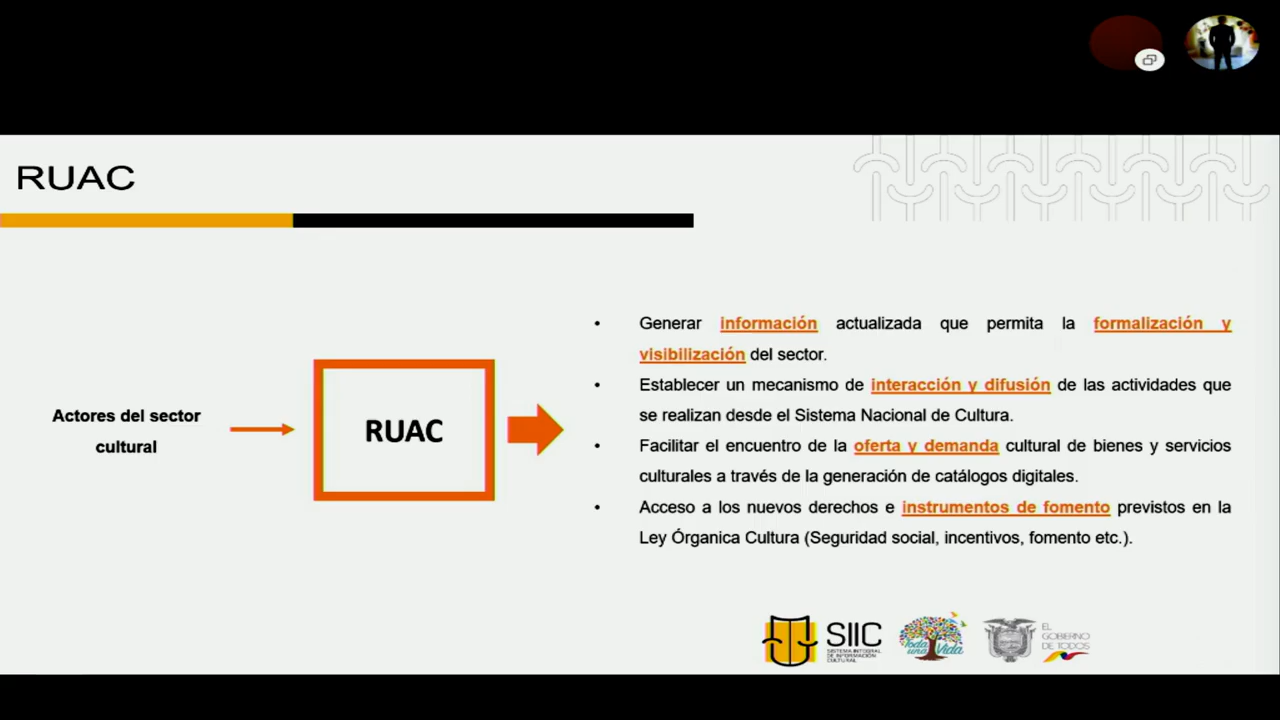 RUAC
Actores del sector
cultural
RUAC
• Generar información actualizada que permita la formalización y
visibilización del sector.
• Establecer un mecanismo de interacción y difusión de las actividades que
se realizan desde el Sistema Nacional de Cultura.
• Facilitar el encuentro de la oferta y demanda cultural de bienes y servicios
culturales a través de la generación de catálogos digitales.
• Acceso a los nuevos derechos e instrumentos de fomento previstos en la
Ley Órganica Cultura (Seguridad social, incentivos, fomento etc.).
SIIC
SISTEMA INTEGRAL
DE INFORMACIÓN
CULTURAL
Toda
una Vida
EL
GOBIERNO
DE TODOS